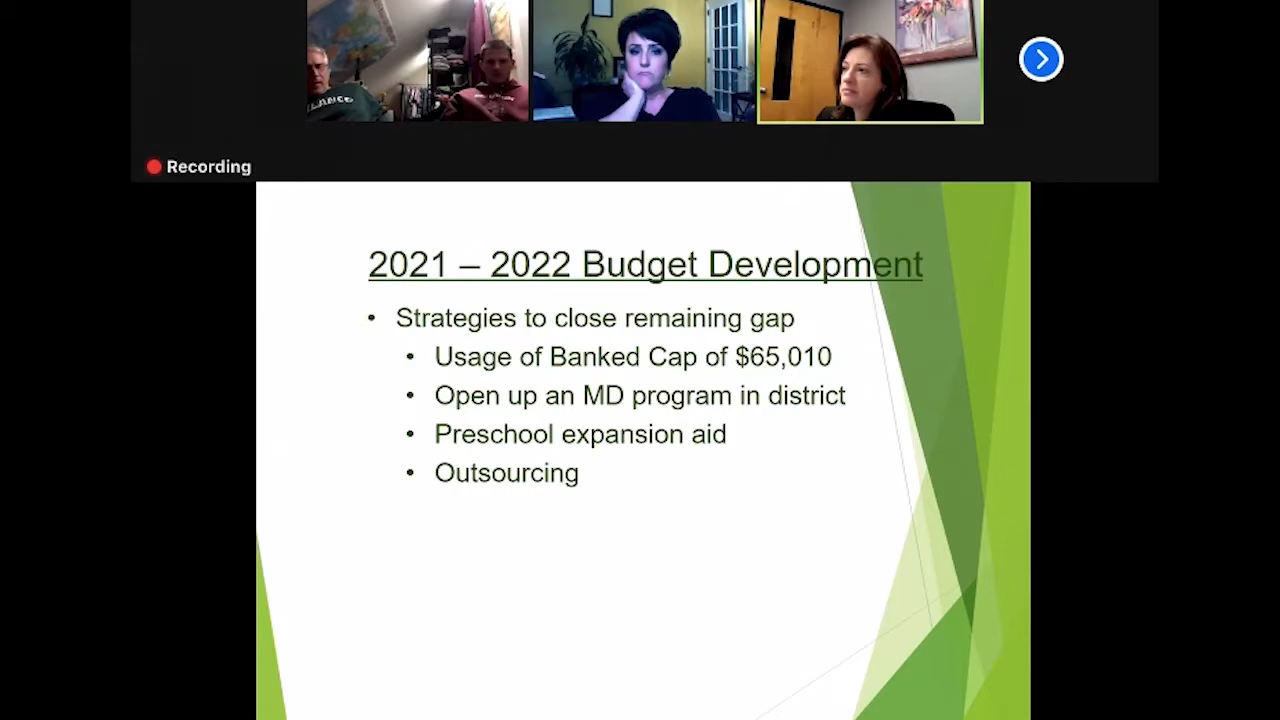 Recording
2021 – 2022 Budget Development
• Strategies to close remaining gap
• Usage of Banked Cap of $65,010
• Open up an MD program in district
• Preschool expansion aid
• Outsourcing